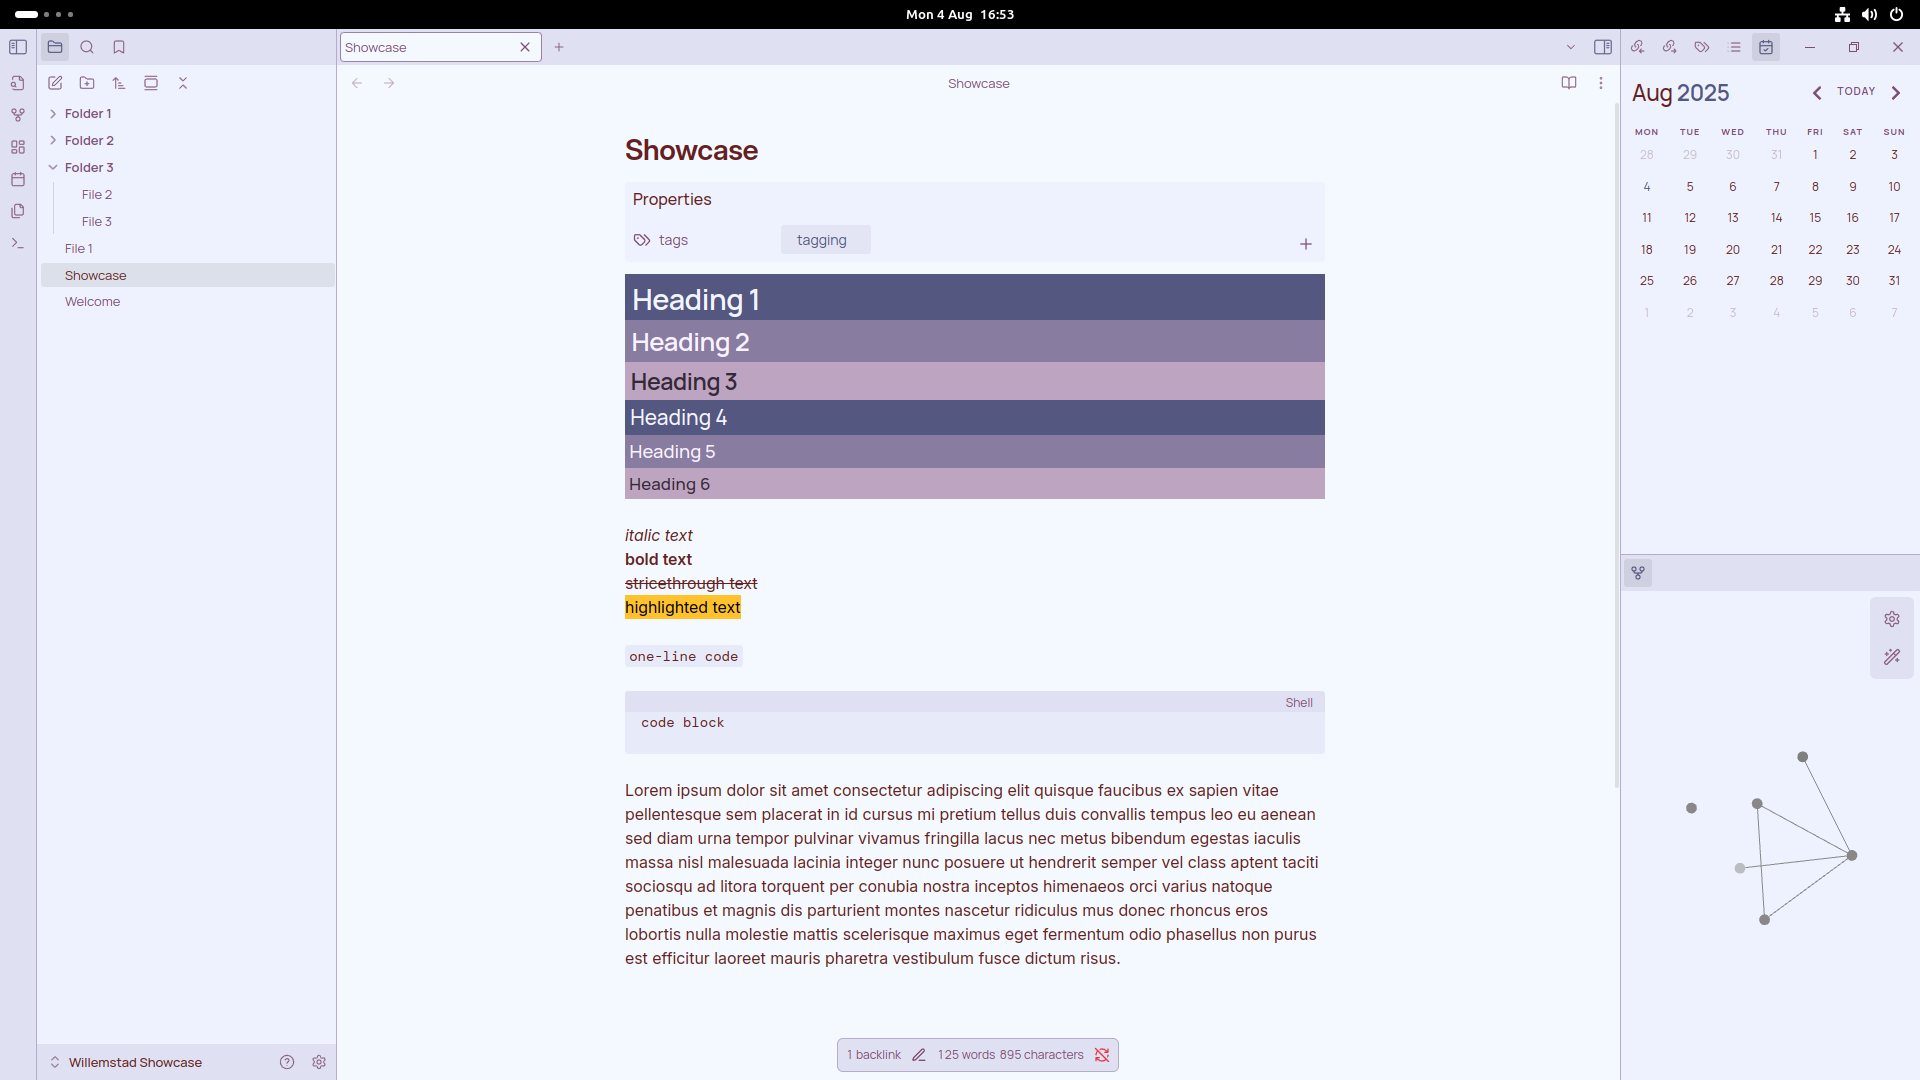 Mon 4 Aug 16:53
Showcase
Showcase
Folder 1
Folder 2
Folder 3
File 2
File 3
File 1
Showcase
Welcome
Willemstad Showcase
Showcase
Properties
tags
tagging
Heading 1
Heading 2
Heading 3
Heading 4
Heading 5
Heading 6
italic text
bold text
stricethrough text
highlighted text
one-line code
Shell
code block
Lorem ipsum dolor sit amet consectetur adipiscing elit quisque faucibus ex sapien vitae
pellentesque sem placerat in id cursus mi pretium tellus duis convallis tempus leo eu aenean
sed diam urna tempor pulvinar vivamus fringilla lacus nec metus bibendum egestas iaculis
massa nisl malesuada lacinia integer nunc posuere ut hendrerit semper vel class aptent taciti
sociosqu ad litora torquent per conubia nostra inceptos himenaeos orci varius natoque
penatibus et magnis dis parturient montes nascetur ridiculus mus donec rhoncus eros
lobortis nulla molestie mattis scelerisque maximus eget fermentum odio phasellus non purus
est efficitur laoreet mauris pharetra vestibulum fusce dictum risus.
1 backlink 125 words 895 characters
Aug 2025 TODAY
MON TUE WED THU FRI SAT SUN
28 29 30 31 1 2 3
4 5 6 7 8 9 10
11 12 13 14 15 16 17
18 19 20 21 22 23 24
25 26 27 28 29 30 31
1 2 3 4 5 6 7